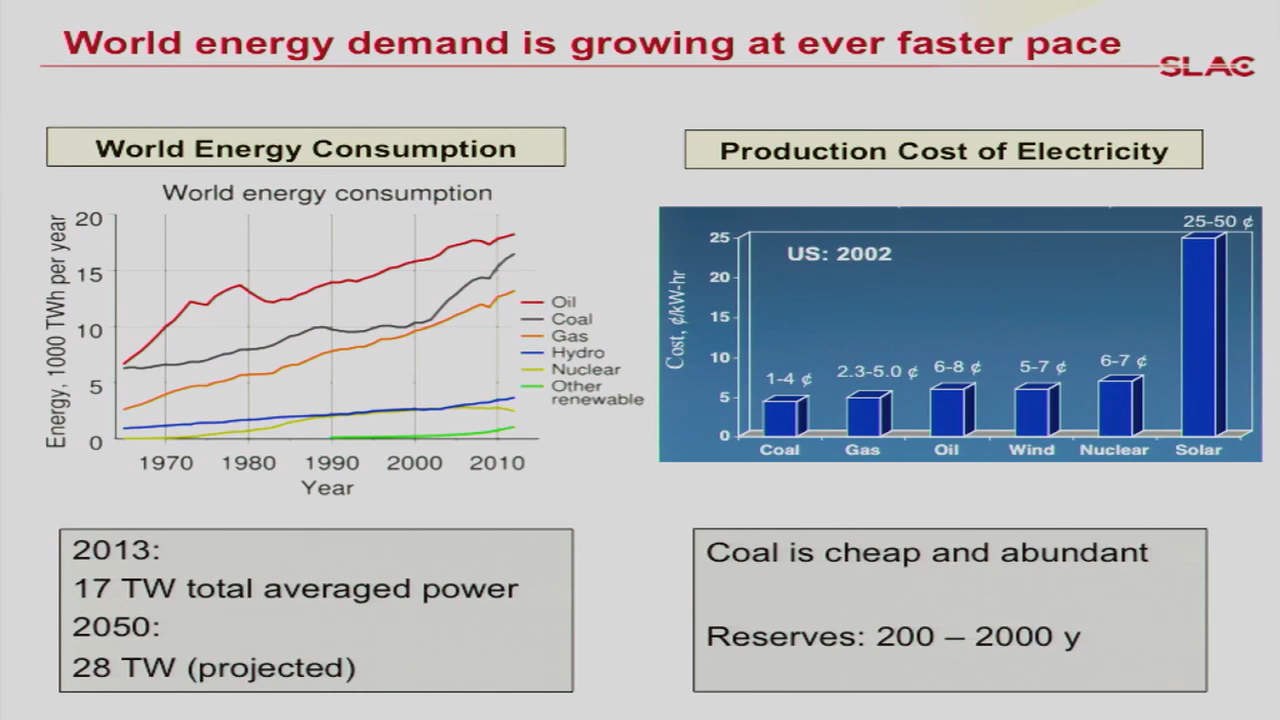 World energy demand is growing at ever faster pace
SLAC
World Energy Consumption
World energy consumption
Energy, 1000 TWh per year
20
15
10
5
0
1970 1980 1990 2000 2010
Year
Oil
Coal
Gas
Hydro
Nuclear
Other
renewable
2013:
17 TW total averaged power
2050:
28 TW (projected)
Production Cost of Electricity
US: 2002
Cost, ¢/kW-hr
25
20
15
10
5
0
1-4 ¢
2.3-5.0 ¢
6-8 ¢
5-7 ¢
6-7 ¢
25-50 ¢
Coal Gas Oil Wind Nuclear Solar
Coal is cheap and abundant
Reserves: 200 – 2000 y